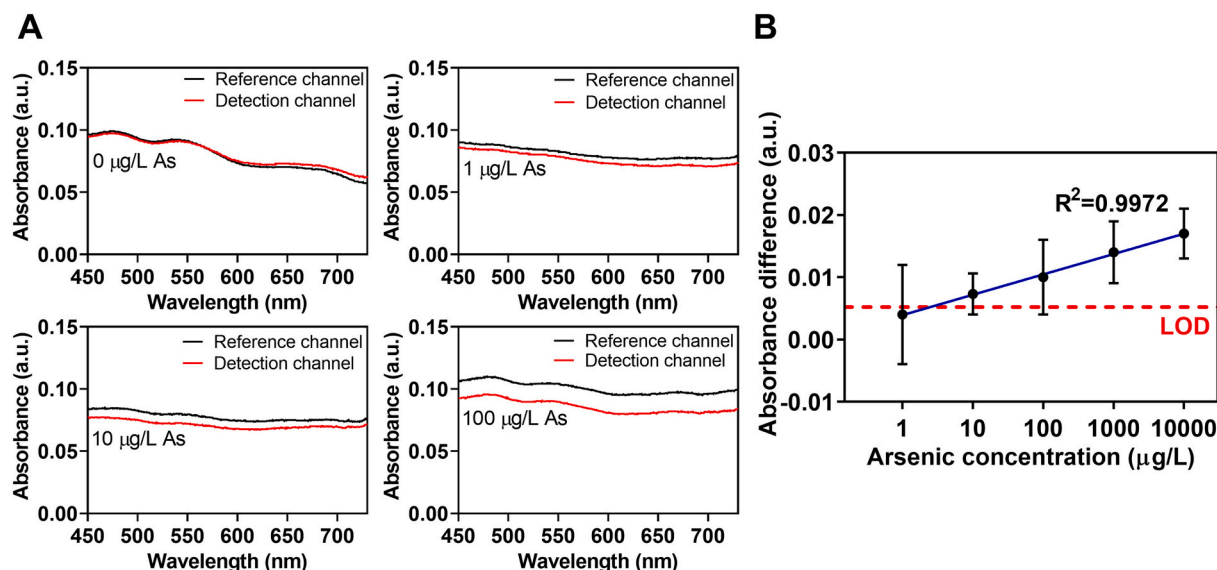 A
Absorbance (a.u.)
0.15
0.10
0.05
0.00
Reference channel
Detection channel
0 μg/L As
450 500 550 600 650 700
Wavelength (nm)
Absorbance (a.u.)
0.15
0.10
0.05
0.00
Reference channel
Detection channel
1 μg/L As
450 500 550 600 650 700
Wavelength (nm)
Absorbance (a.u.)
0.15
0.10
0.05
0.00
Reference channel
Detection channel
10 μg/L As
450 500 550 600 650 700
Wavelength (nm)
Absorbance (a.u.)
0.15
0.10
0.05
0.00
Reference channel
Detection channel
100 μg/L As
450 500 550 600 650 700
Wavelength (nm)
B
Absorbance difference (a.u.)
0.03
0.02
0.01
0.00
-0.01
R²=0.9972
LOD
1 10 100 1000 10000
Arsenic concentration (μg/L)